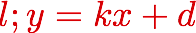 l; y = kx + d